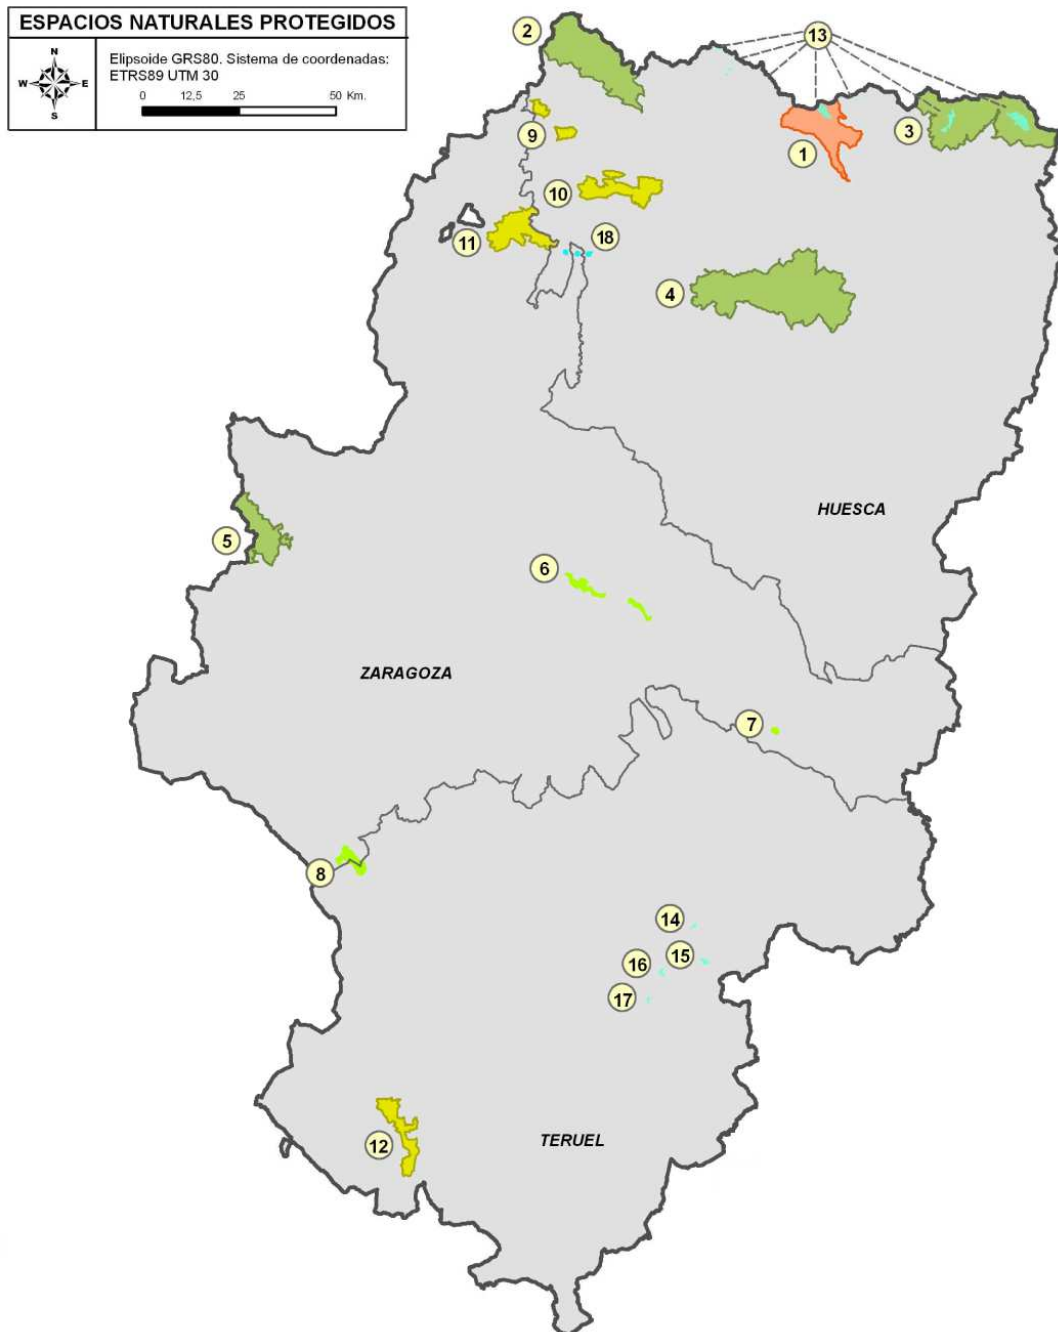 ESPACIOS NATURALES PROTEGIDOS
N
W E
S
Elipsoide GRS80. Sistema de coordenadas:
ETRS89 UTM 30
0 12,5 25 50 Km.
2
13
9
1
3
10
11
18
4
HUESCA
5
6
ZARAGOZA
7
8
14
15
16
17
12
TERUEL